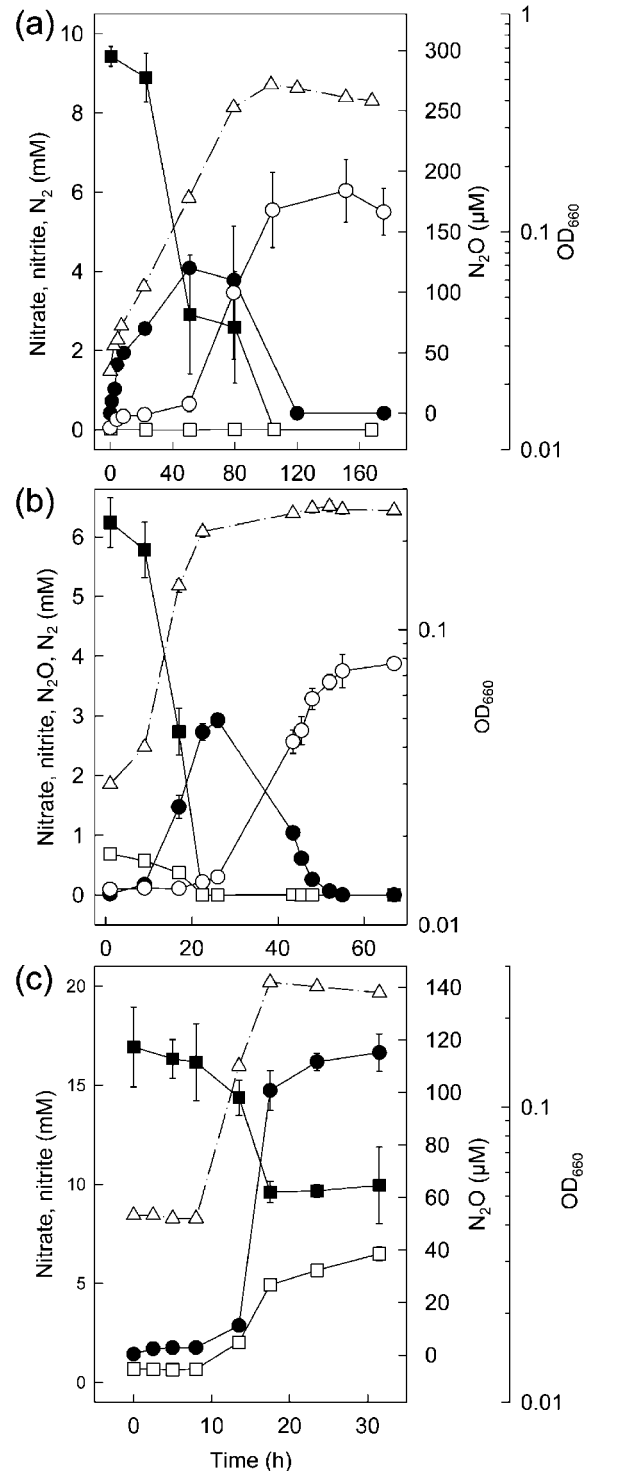 (a)
10
8
6
4
2
0
Nitrate, nitrite, N₂ (mM)
300
250
200
150
100
50
0
N₂O (µM)
1
0.1
0.01
OD₆₆₀
0 40 80 120 160
(b)
6
5
4
3
2
1
0
Nitrate, nitrite, N₂O, N₂ (mM)
0.1
0.01
OD₆₆₀
0 20 40 60
(c)
20
15
10
5
0
Nitrate, nitrite (mM)
140
120
100
80
60
40
20
0
N₂O (µM)
0.1
0.01
OD₆₆₀
0 10 20 30
Time (h)